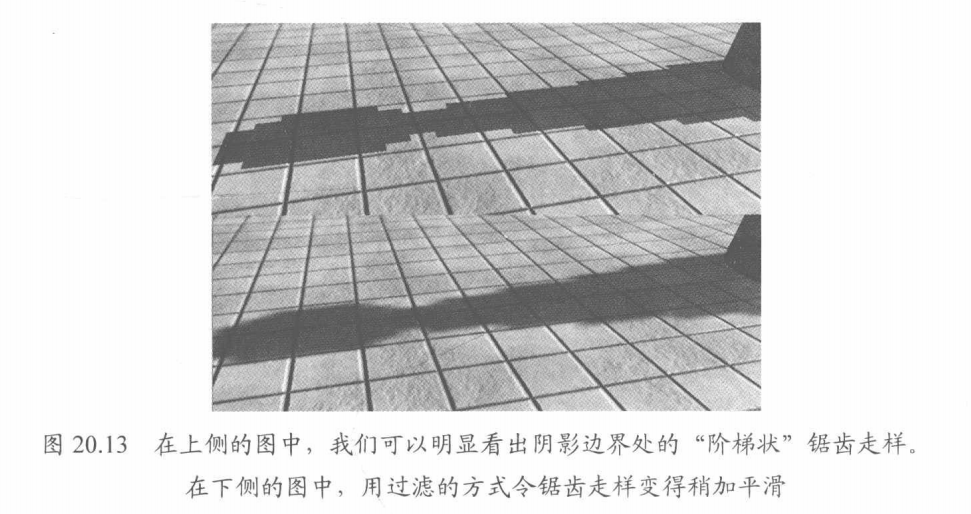 图 20.13 在上侧的图中，我们可以明显看出阴影边界处的“阶梯状”锯齿走样。
在下侧的图中，用过滤的方式令锯齿走样变得稍加平滑